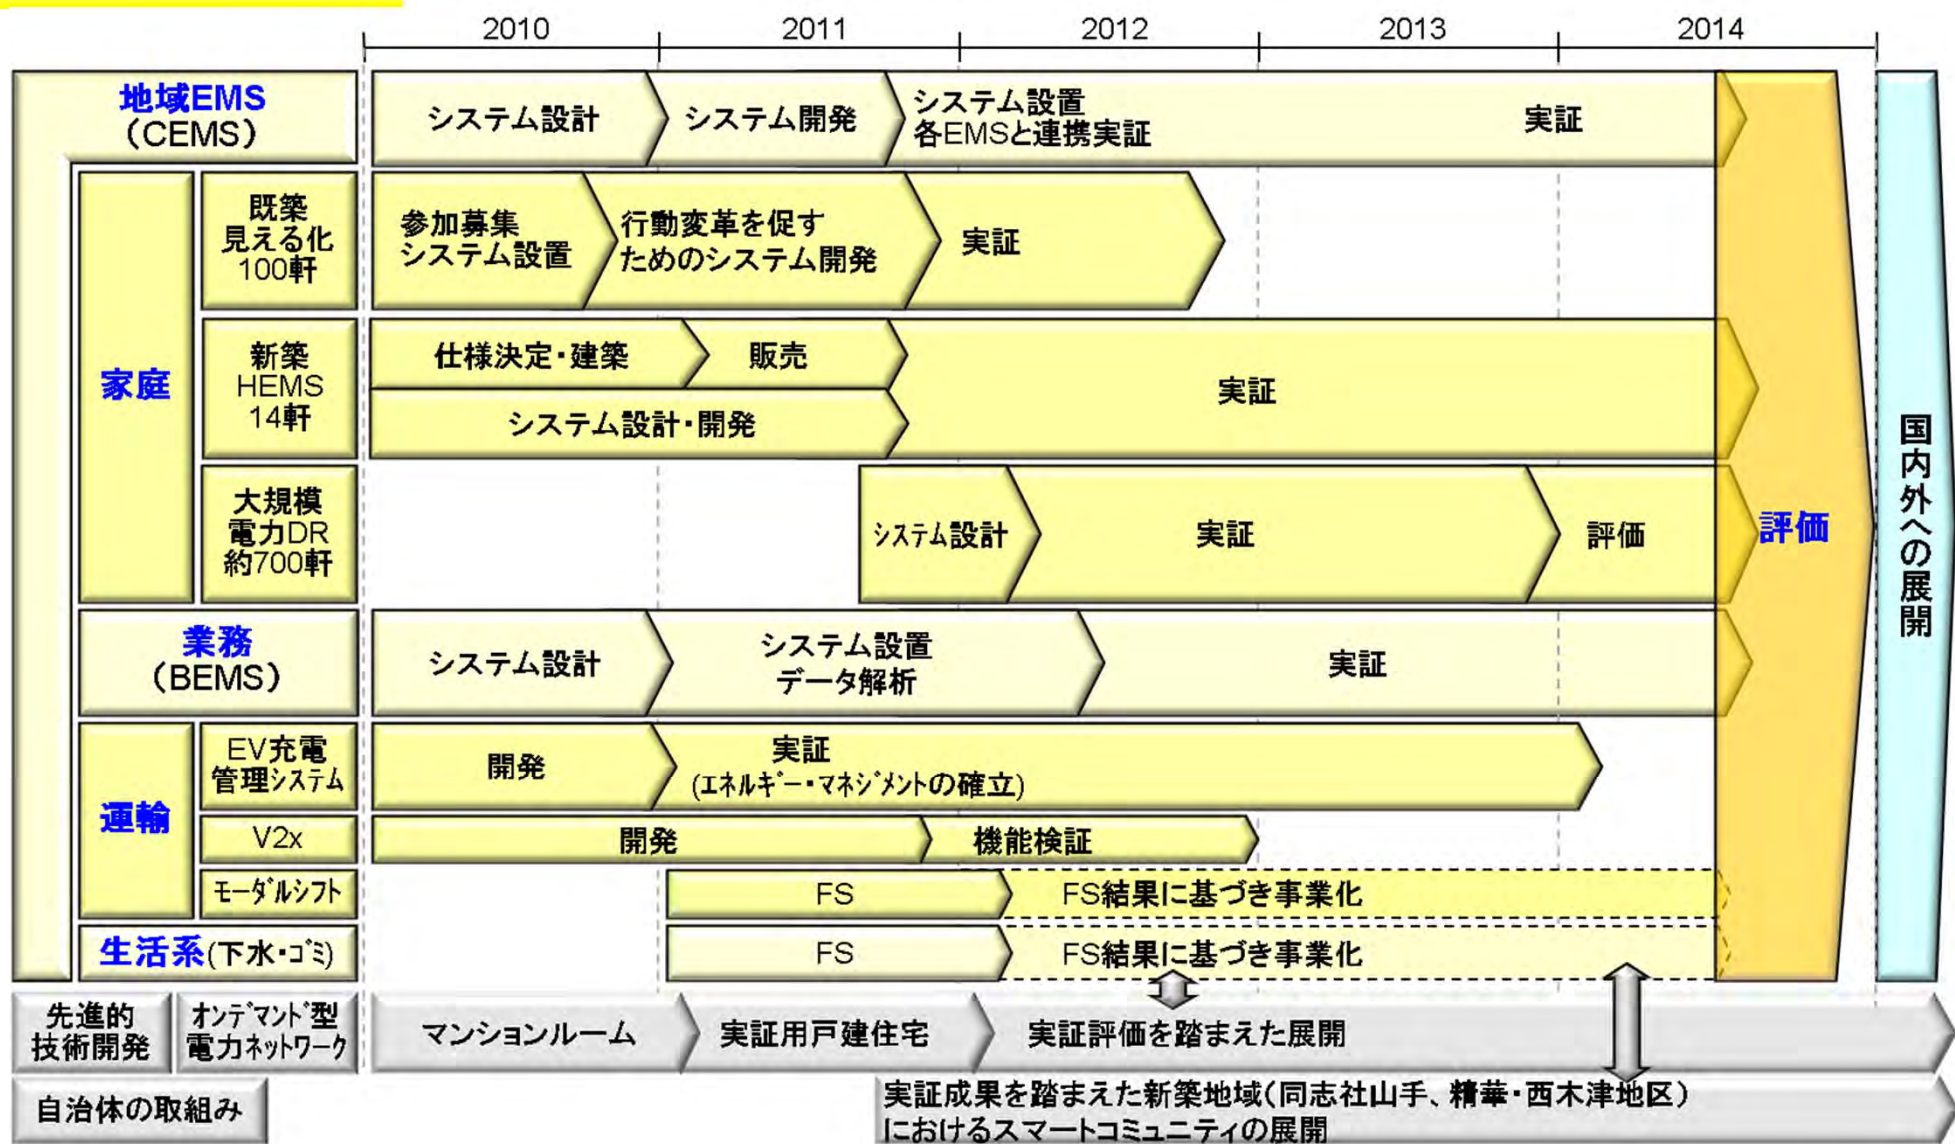 2010 2011 2012 2013 2014
地域EMS
（CEMS）
システム設計
システム開発
システム設置
各EMSと連携実証
実証
家庭
既築
見える化
100軒
参加募集
システム設置
行動変革を促す
ためのシステム開発
実証
新築
HEMS
14軒
仕様決定・建築
販売
システム設計・開発
実証
大規模
電力DR
約700軒
システム設計
実証
評価
評価
国内外への展開
業務
（BEMS）
システム設計
システム設置
データ解析
実証
運輸
EV充電
管理ｼｽﾃﾑ
開発
実証
(ｴﾈﾙｷﾞｰ・ﾏﾈｼﾞﾒﾝﾄの確立)
V2x
開発
機能検証
ﾓｰﾀﾞﾙｼﾌﾄ
FS
FS結果に基づき事業化
生活系(下水・ｺﾞﾐ)
FS
FS結果に基づき事業化
先進的
技術開発
ｵﾝﾃﾞﾏﾝﾄﾞ型
電力ﾈｯﾄﾜｰｸ
マンションルーム
実証用戸建住宅
実証評価を踏まえた展開
自治体の取組み
実証成果を踏まえた新築地域（同志社山手、精華・西木津地区）
におけるスマートコミュニティの展開